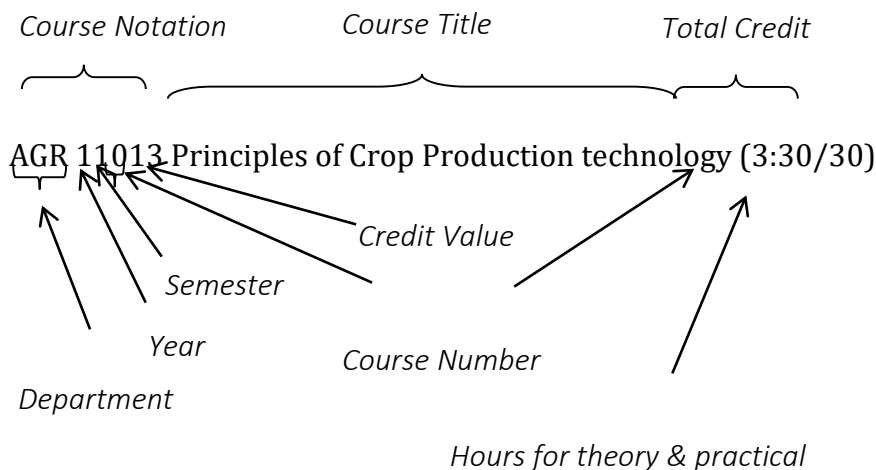 Course Notation Course Title Total Credit
AGR 11013 Principles of Crop Production technology (3:30/30)
Credit Value
Semester
Year
Course Number
Department
Hours for theory & practical